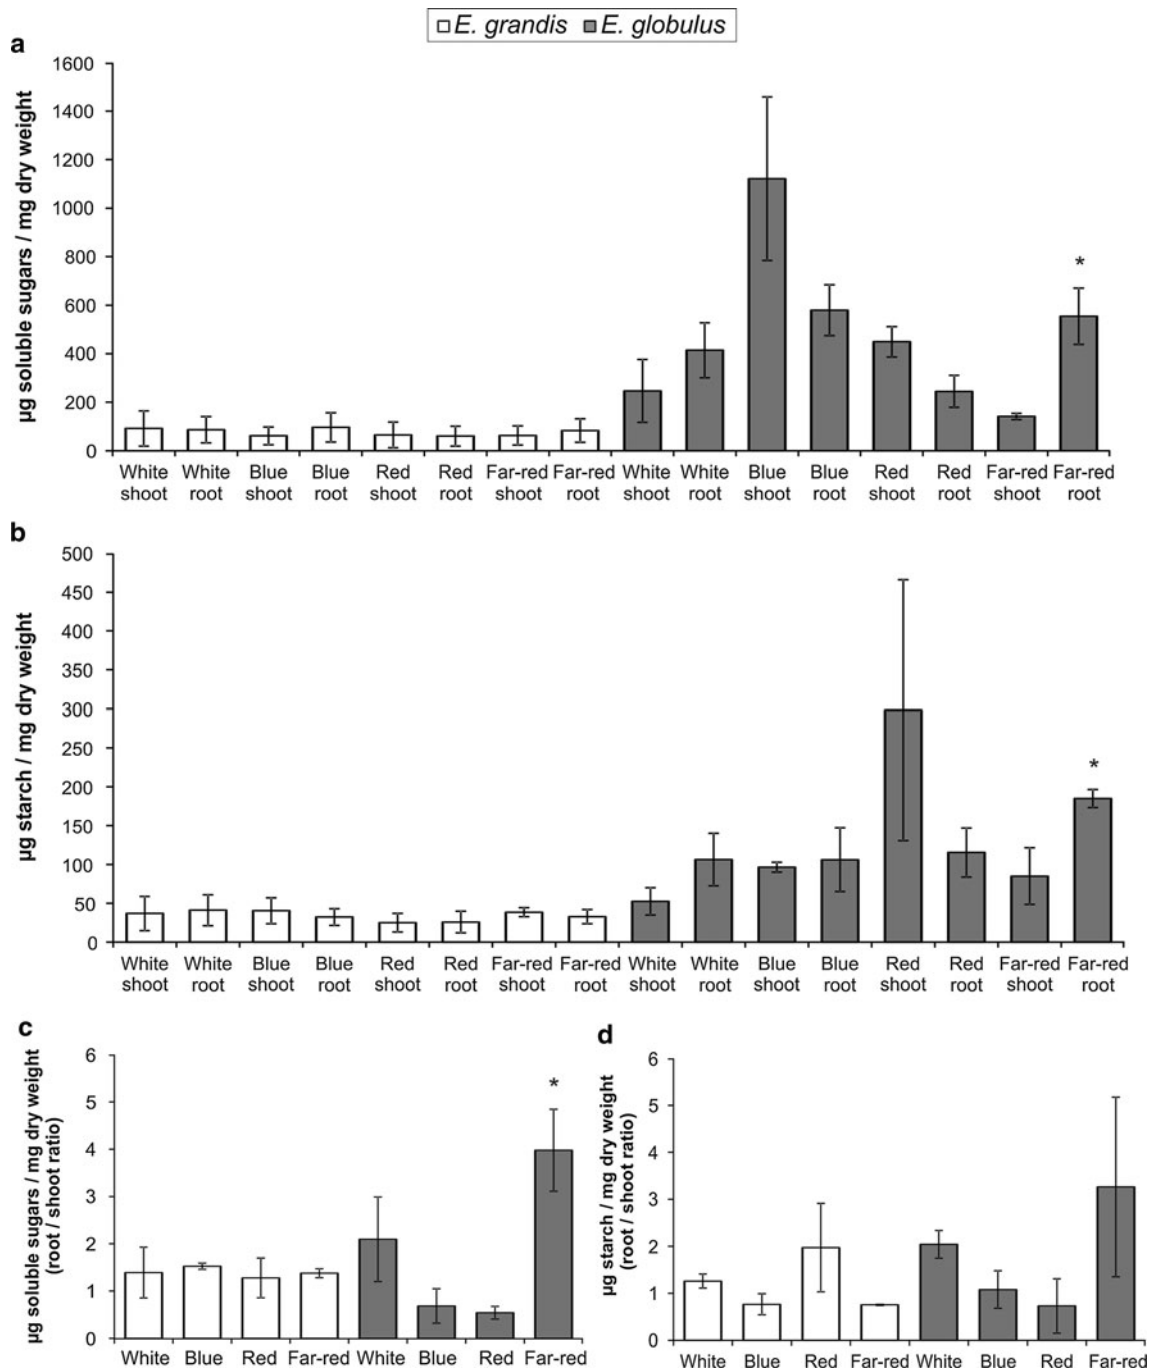 E. grandis E. globulus
a
µg soluble sugars / mg dry weight
1600
1400
1200
1000
800
600
400
200
0
*
White White Blue Blue Red Red Far-red Far-red White White Blue Blue Red Red Far-red Far-red
shoot root shoot root shoot root shoot root shoot root shoot root shoot root shoot root
b
µg starch / mg dry weight
500
450
400
350
300
250
200
150
100
50
0
*
White White Blue Blue Red Red Far-red Far-red White White Blue Blue Red Red Far-red Far-red
shoot root shoot root shoot root shoot root shoot root shoot root shoot root shoot root
c
µg soluble sugars / mg dry weight
(root / shoot ratio)
6
5
4
3
2
1
0
*
White Blue Red Far-red White Blue Red Far-red
d
µg starch / mg dry weight
(root / shoot ratio)
6
5
4
3
2
1
0
White Blue Red Far-red White Blue Red Far-red